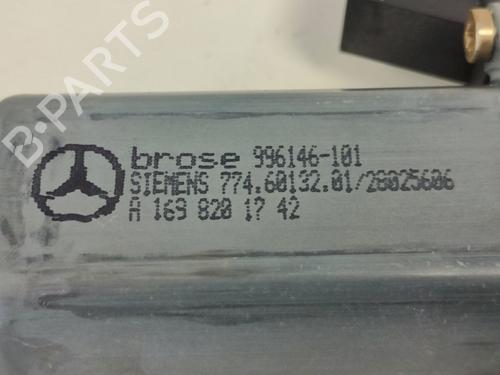 B-PARTS
brose 996146-101
SIEMENS 774.60132.01/28025606
A 169 820 17 42